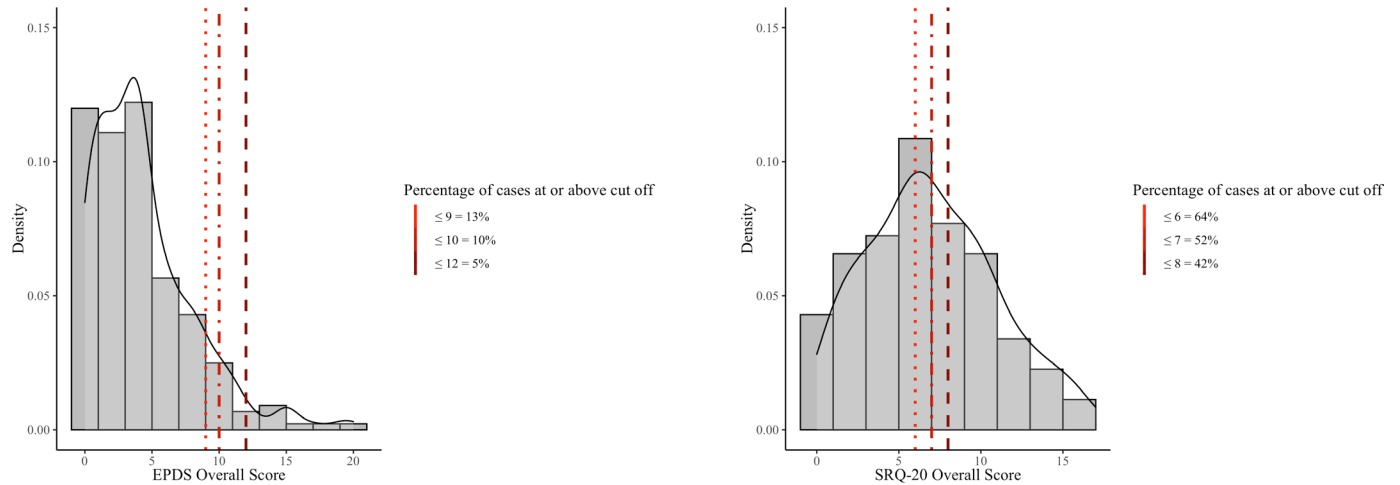 0.15
0.10
0.05
0.00
Density
0
5
10
15
20
EPDS Overall Score
Percentage of cases at or above cut off
≤ 9 = 13%
≤ 10 = 10%
≤ 12 = 5%
0.15
0.10
0.05
0.00
Density
0
5
10
15
SRQ-20 Overall Score
Percentage of cases at or above cut off
≤ 6 = 64%
≤ 7 = 52%
≤ 8 = 42%